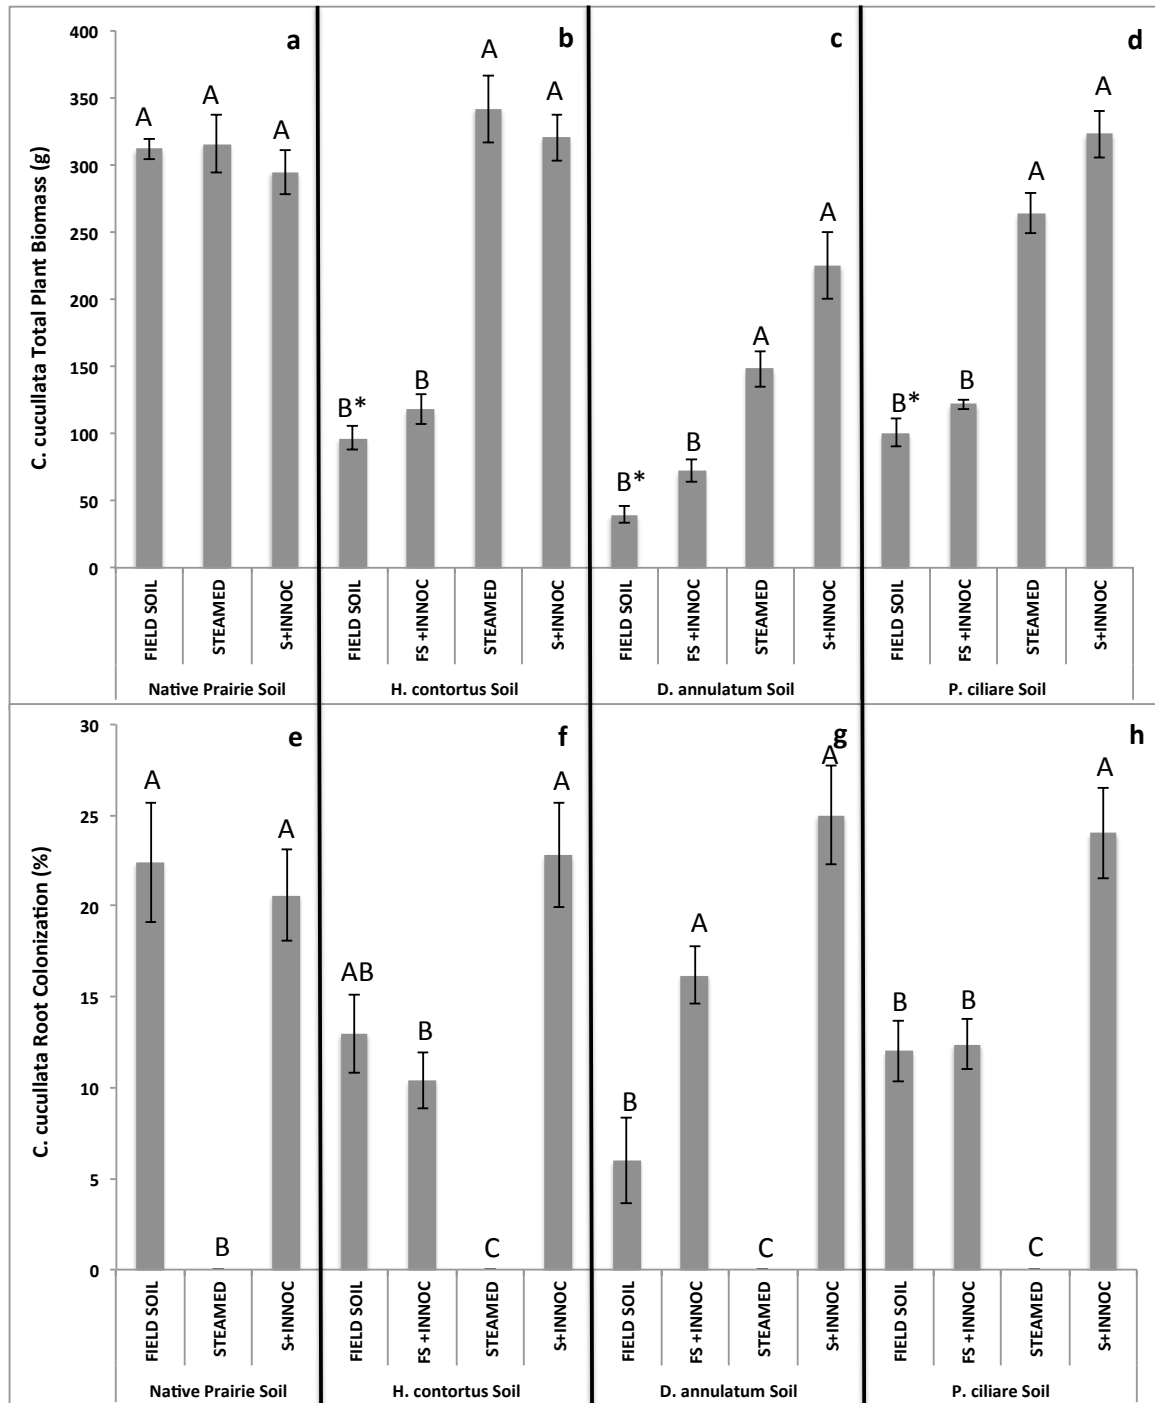 C. cucullata Total Plant Biomass (g)
400
350
300
250
200
150
100
50
0
a
A
A
A
FIELD SOIL
STEAMED
S+INNOC
Native Prairie Soil
b
B*
B
A
A
FIELD SOIL
FS +INNOC
STEAMED
S+INNOC
H. contortus Soil
c
B*
B
A
A
FIELD SOIL
FS +INNOC
STEAMED
S+INNOC
D. annulatum Soil
d
B*
B
A
A
FIELD SOIL
FS +INNOC
STEAMED
S+INNOC
P. ciliare Soil
C. cucullata Root Colonization (%)
30
25
20
15
10
5
0
e
A
B
A
FIELD SOIL
STEAMED
S+INNOC
Native Prairie Soil
f
AB
B
C
A
FIELD SOIL
FS +INNOC
STEAMED
S+INNOC
H. contortus Soil
g
B
A
C
A
FIELD SOIL
FS +INNOC
STEAMED
S+INNOC
D. annulatum Soil
h
B
B
C
A
FIELD SOIL
FS +INNOC
STEAMED
S+INNOC
P. ciliare Soil